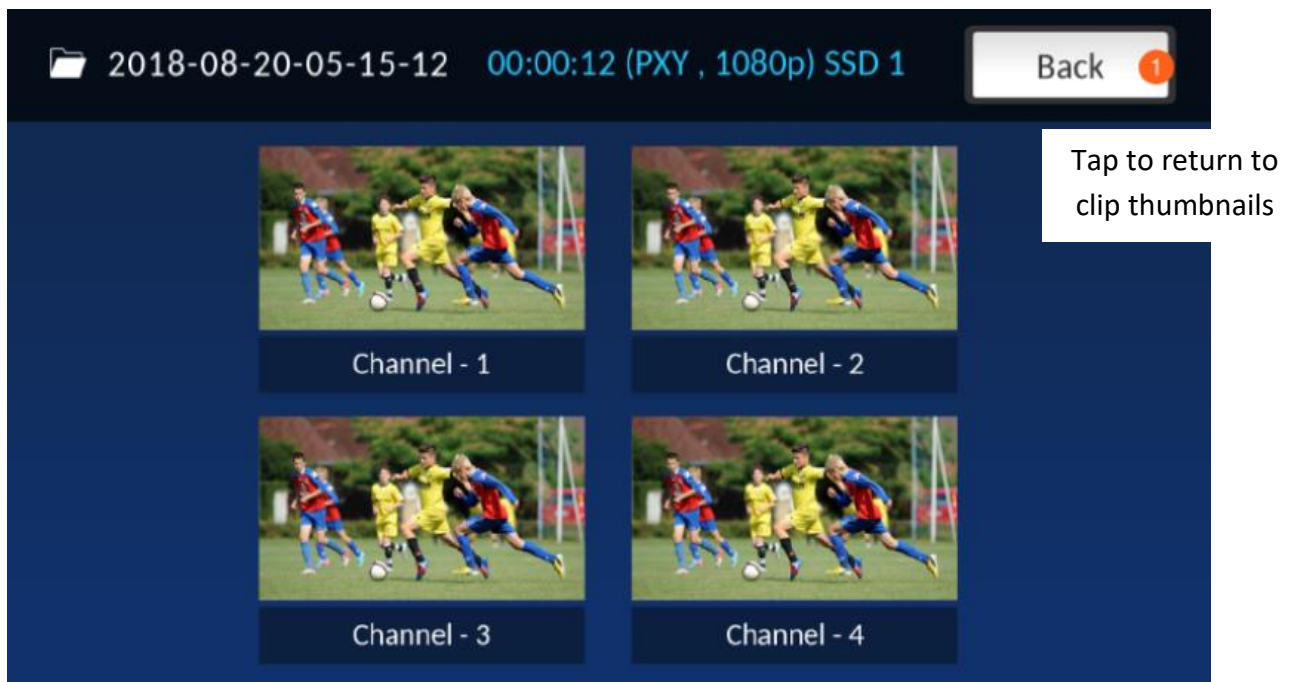 2018-08-20-05-15-12 00:00:12 (PXY , 1080p) SSD 1 Back 1
Tap to return to
clip thumbnails
Channel - 1 Channel - 2
Channel - 3 Channel - 4